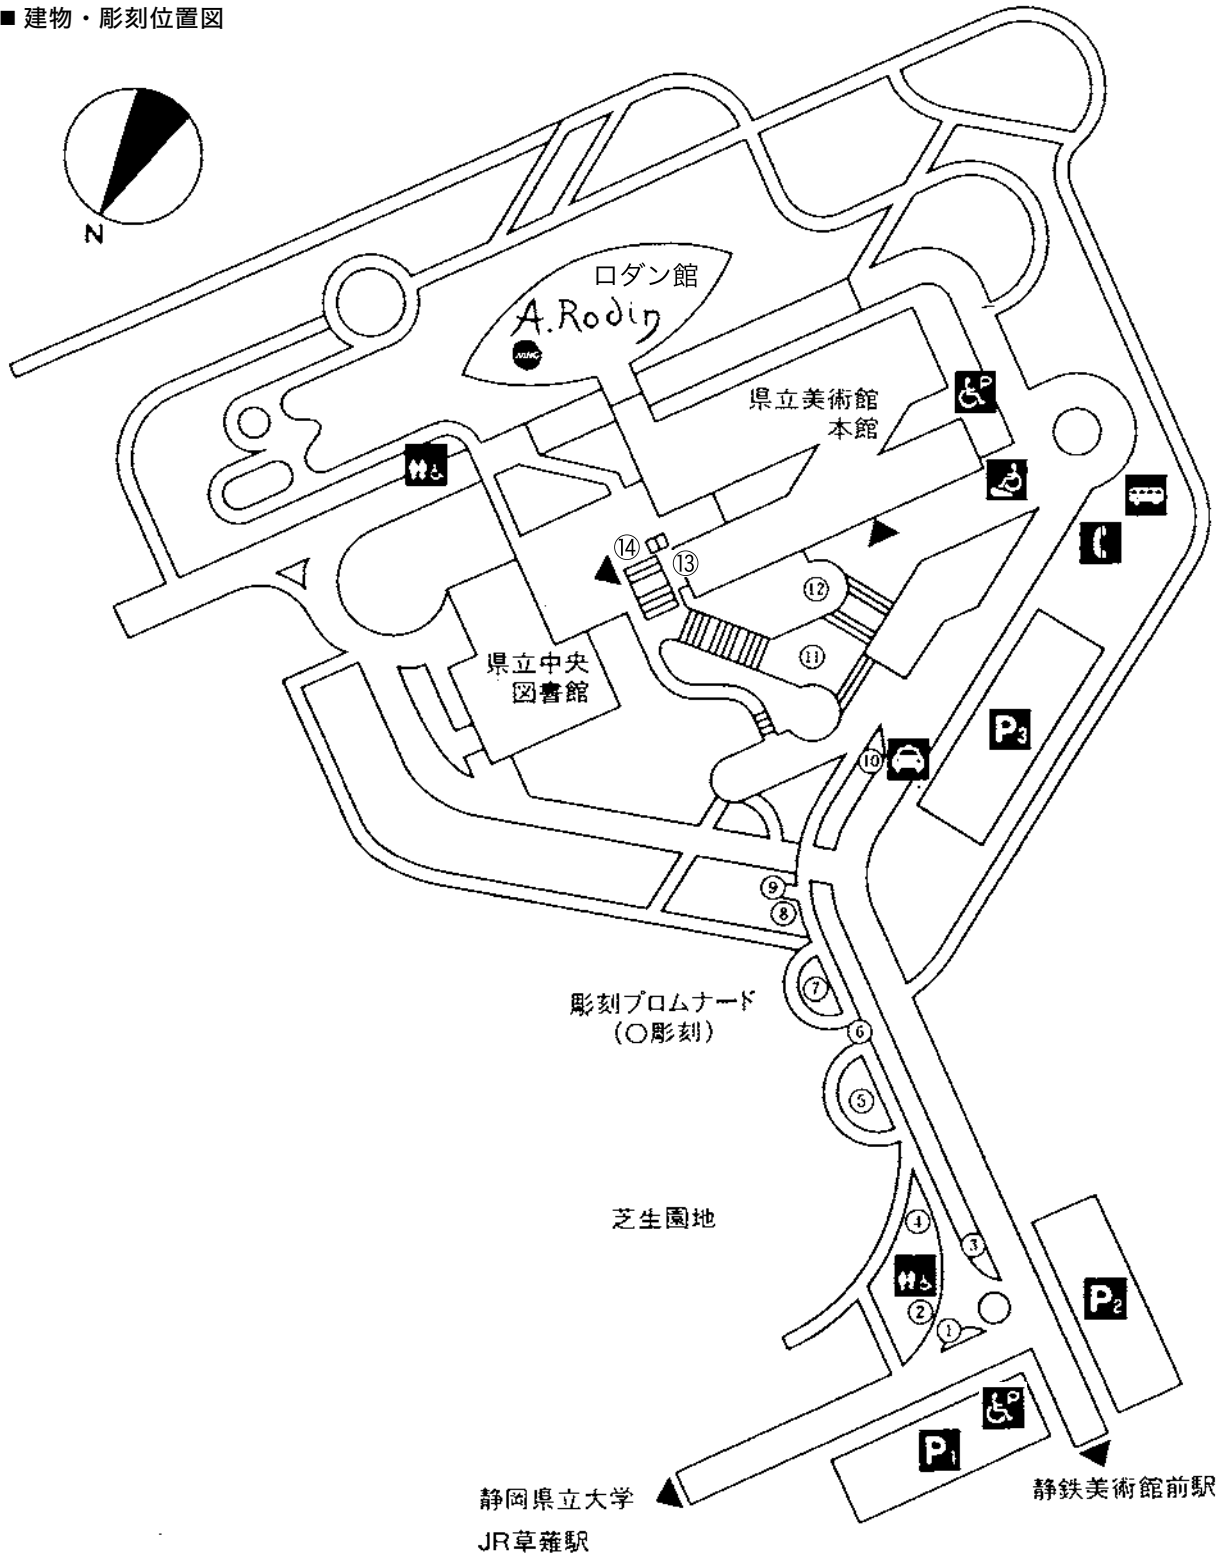 ■ 建物・彫刻位置図
N
ロダン館
A.Rodin
県立美術館
本館
⑭
⑬
⑫
⑪
県立中央
図書館
P3
⑩
⑨
⑧
⑦
彫刻プロムナード
(○彫刻)
⑥
⑤
芝生園地
④
③
②
①
P2
P
P
P1
静岡県立大学
JR草薙駅
静鉄美術館前駅